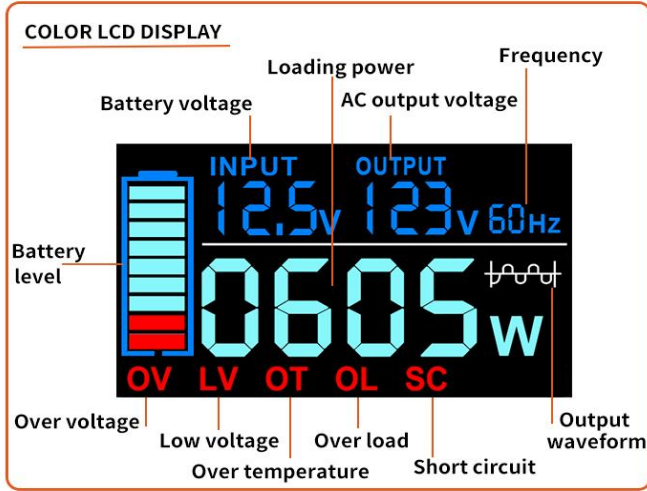 COLOR LCD DISPLAY
Frequency
Loading power
Battery voltage
AC output voltage
INPUT
OUTPUT
12.5V
123V
60Hz
Battery
level
0605W
OV LV OT OL SC
Over voltage
Low voltage
Over temperature
Over load
Short circuit
Output
waveform